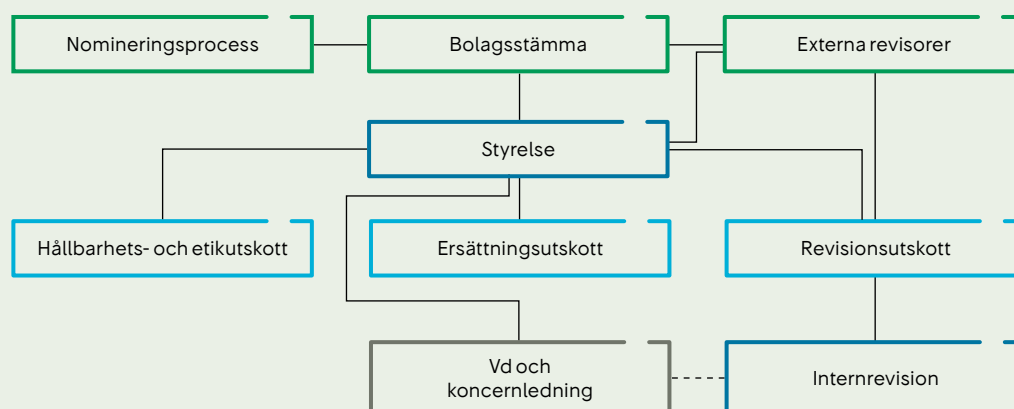 Nomineringsprocess
Bolagsstämma
Externa revisorer
Styrelse
Hållbarhets- och etikutskott
Ersättningsutskott
Revisionsutskott
Vd och
koncernledning
Internrevision